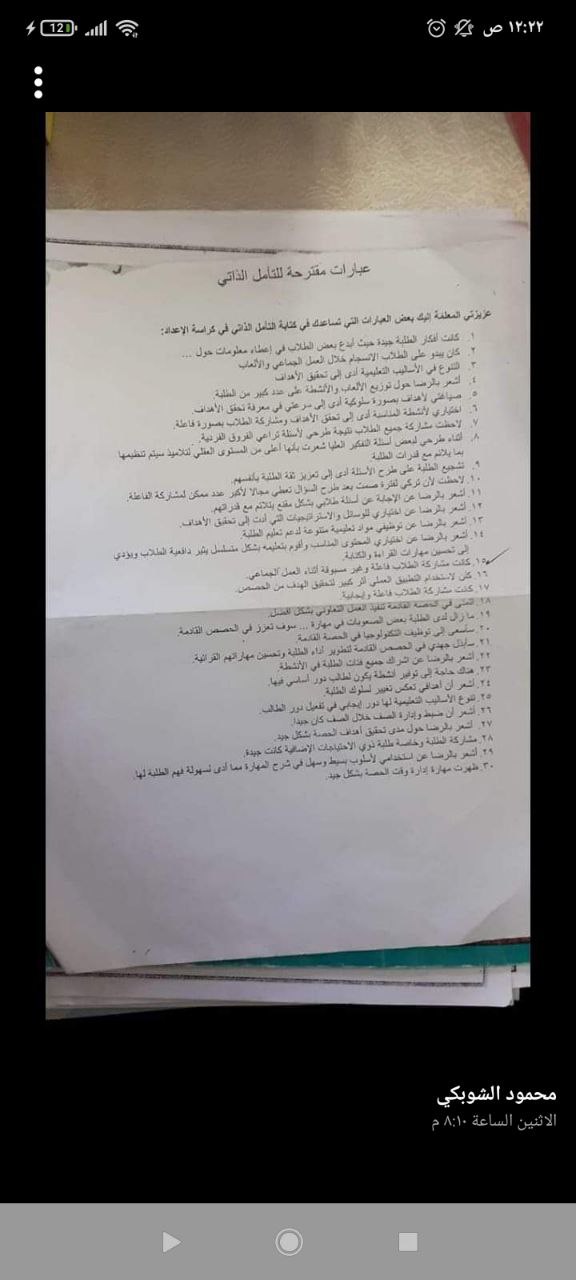 ١٢:٢٢ ص
12
عبارات مقترحة للتأمل الذاتي
عزيزتي المعلمة إليك بعض العبارات التي تساعدك في كتابة التأمل الذاتي في كراسة الإعداد:
١. كانت أفكار الطلبة جيدة حيث أبدع بعض الطلاب في إعطاء معلومات حول ...
٢. كان يبدو على الطلاب الانسجام خلال العمل الجماعي والألعاب
٣. التنوع في الأساليب التعليمية أدى إلى تحقيق الأهداف
٤. أشعر بالرضا حول توزيع الألعاب والأنشطة على عدد كبير من الطلبة
٥. صياغتي لأهداف بصورة سلوكية أدى إلى سرعتي في معرفة تحقق الأهداف.
٦. اختياري لأنشطة المناسبة أدى إلى تحقق الأهداف ومشاركة الطلاب بصورة فاعلة.
٧. لاحظت مشاركة جميع الطلاب نتيجة طرحي لأسئلة تراعي الفروق الفردية.
٨. أثناء طرحي لبعض أسئلة التفكير العليا شعرت بأنها أعلى من المستوى العقلي لتلاميذ سيتم تنظيمها
بما يلائم مع قدرات الطلبة
٩. تشجيع الطلبة على طرح الأسئلة أدى إلى تعزيز ثقة الطلبة بأنفسهم.
١٠. لاحظت لأن تركي لفترة صمت بعد طرح السؤال تعطي مجالا لأكبر عدد ممكن لمشاركة الفاعلة.
١١. أشعر بالرضا عن الإجابة عن أسئلة طلابي بشكل مقنع يتلائم مع قدراتهم.
١٢. أشعر بالرضا عن اختياري للوسائل والاستراتيجيات التي أدت إلى تحقيق الأهداف.
١٣. أشعر بالرضا عن توظيفي مواد تعليمية متنوعة لدعم تعليم الطلبة.
١٤. أشعر بالرضا عن اختياري المحتوى المناسب وأقوم بتعليمه بشكل متسلسل يثير دافعية الطلاب ويؤدي
إلى تحسين مهارات القراءة والكتابة.
١٥. كانت مشاركة الطلاب فاعلة وغير مسبوقة أثناء العمل الجماعي.
١٦. كان لاستخدام التطبيق العملي أثر كبير لتحقيق الهدف من الحصص.
١٧. كانت مشاركة الطلاب فاعلة وإيجابية.
١٨. أتمنى في الحصة القادمة تنفيذ العمل التعاوني بشكل أفضل.
١٩. ما زال لدى الطلبة بعض الصعوبات في مهارة ... سوف تعزز في الحصص القادمة.
٢٠. سأسعى إلى توظيف التكنولوجيا في الحصة القادمة.
٢١. سأبذل جهدي في الحصص القادمة لتطوير أداء الطلبة وتحسين مهاراتهم القرائية.
٢٢. أشعر بالرضا عن اشراك جميع فئات الطلبة في الأنشطة.
٢٣. هناك حاجة إلى توفير أنشطة يكون لطالب دور أساسي فيها.
٢٤. أشعر أن أهدافي تعكس تغيير لسلوك الطلبة.
٢٥. تنوع الأساليب التعليمية لها دور إيجابي في تفعيل دور الطالب.
٢٦. أشعر أن ضبط وإدارة الصف خلال الصف كان جيدا.
٢٧. أشعر بالرضا حول مدى تحقيق أهداف الحصة بشكل جيد.
٢٨. مشاركة الطلبة وخاصة طلبة ذوي الاحتياجات الإضافية كانت جيدة.
٢٩. أشعر بالرضا عن استخدامي لأسلوب بسيط وسهل في شرح المهارة مما أدى لسهولة فهم الطلبة لها.
٣٠. ظهرت مهارة إدارة وقت الحصة بشكل جيد.
محمود الشوبكي
الاثنين الساعة ٨:١٠ م